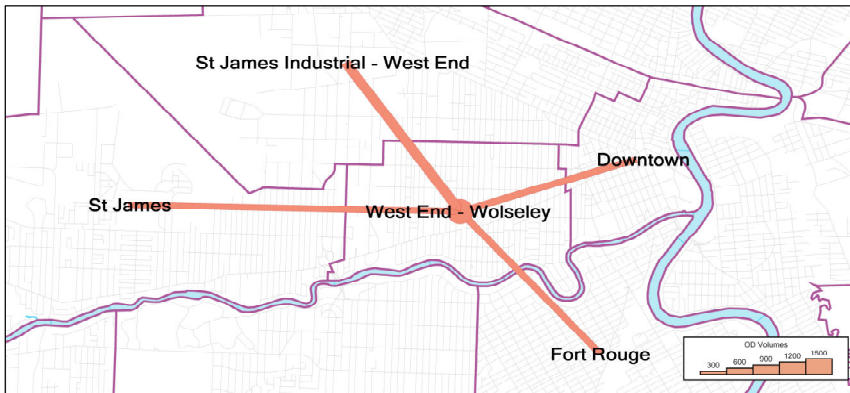 St James Industrial - West End
Downtown
St James
West End - Wolseley
Fort Rouge
OD Volumes
300 600 900 1200 1500